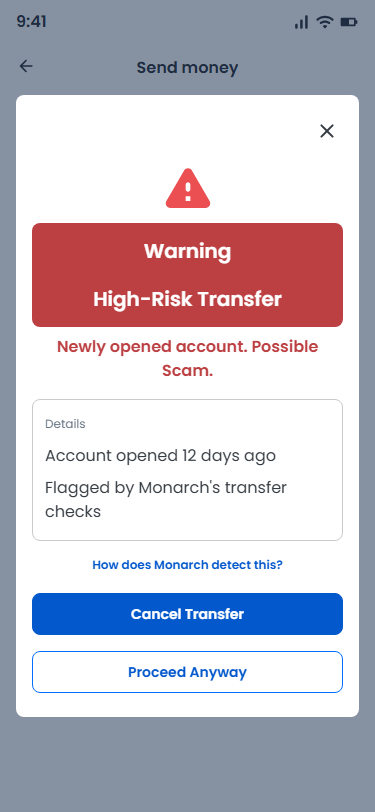 9:41
Send money
Warning
High-Risk Transfer
Newly opened account. Possible
Scam.
Details
Account opened 12 days ago
Flagged by Monarch's transfer
checks
How does Monarch detect this?
Cancel Transfer
Proceed Anyway